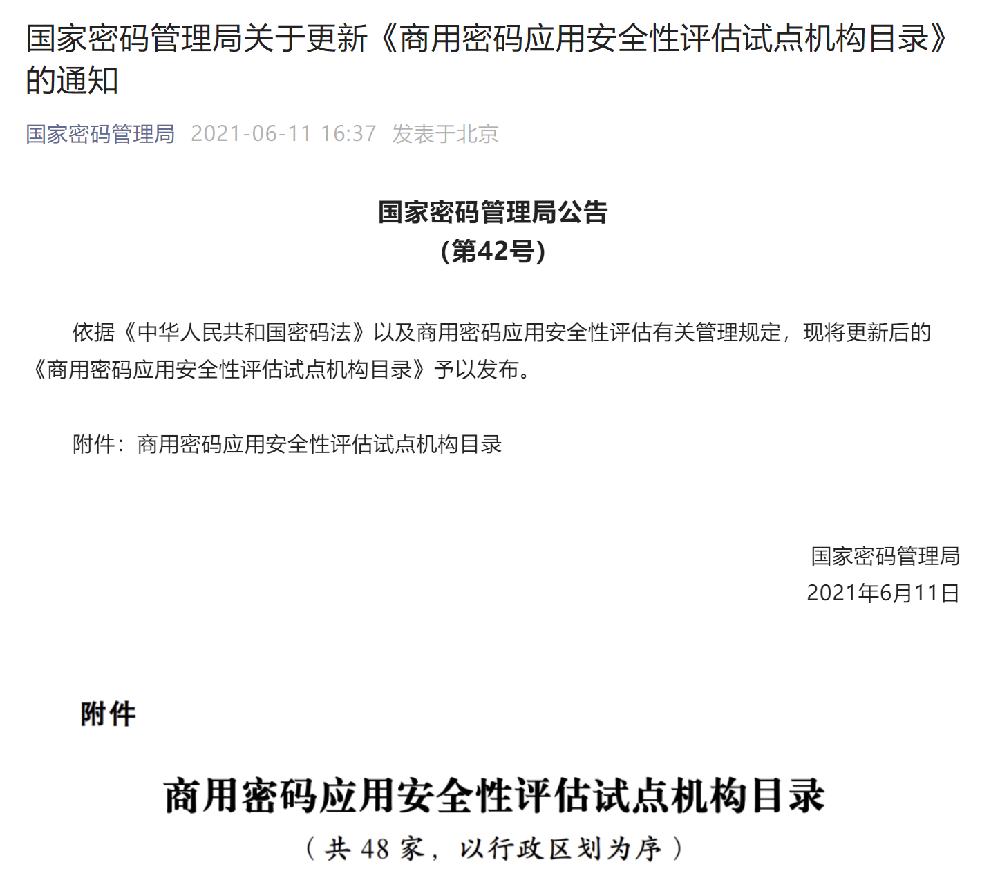 国家密码管理局关于更新《商用密码应用安全性评估试点机构目录》
的通知
国家密码管理局 2021-06-11 16:37 发表于北京
国家密码管理局公告
（第42号）
依据《中华人民共和国密码法》以及商用密码应用安全性评估有关管理规定，现将更新后的
《商用密码应用安全性评估试点机构目录》予以发布。
附件：商用密码应用安全性评估试点机构目录
国家密码管理局
2021年6月11日
附件
商用密码应用安全性评估试点机构目录
（共 48 家，以行政区划为序）